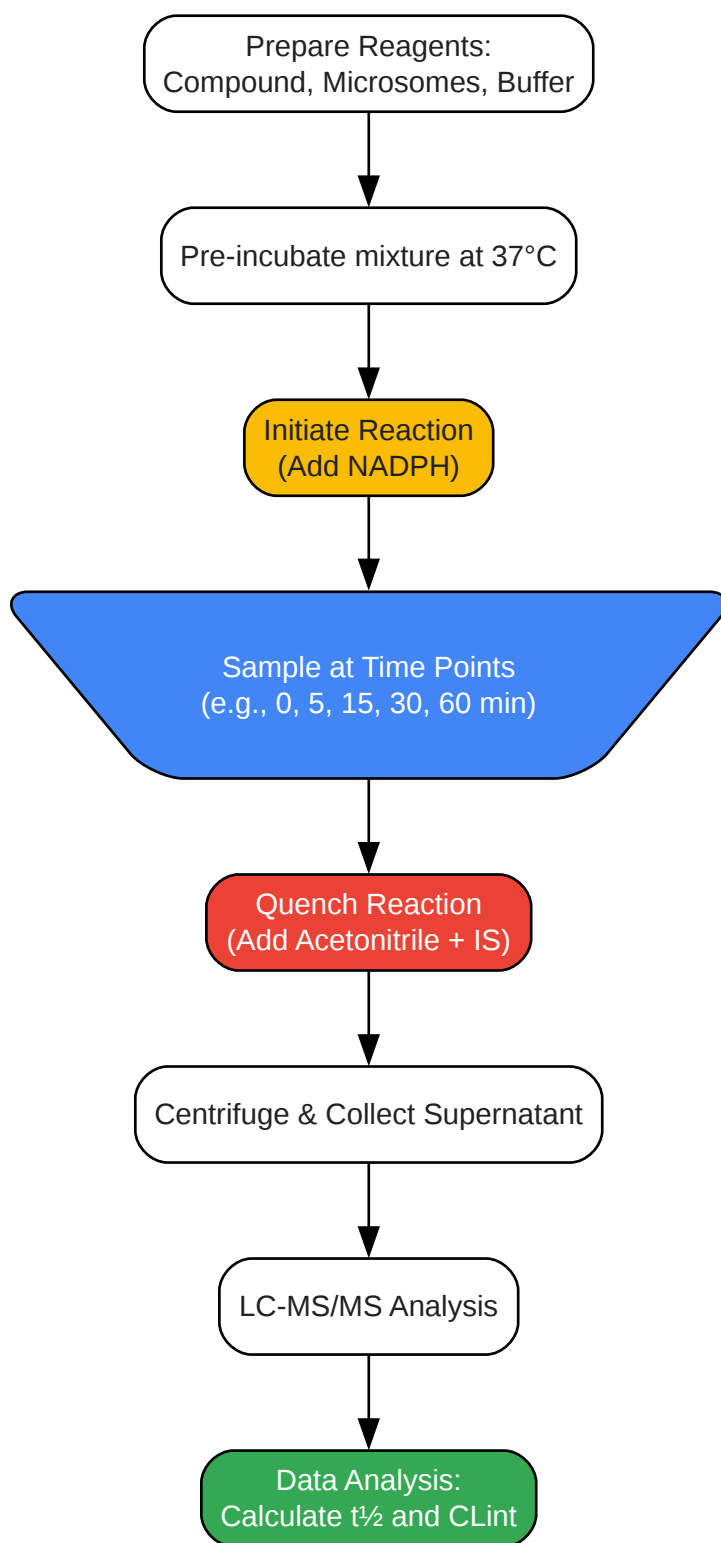 Prepare Reagents:
Compound, Microsomes, Buffer
Pre-incubate mixture at 37°C
Initiate Reaction
(Add NADPH)
Sample at Time Points
(e.g., 0, 5, 15, 30, 60 min)
Quench Reaction
(Add Acetonitrile + IS)
Centrifuge & Collect Supernatant
LC-MS/MS Analysis
Data Analysis:
Calculate t½ and CLint